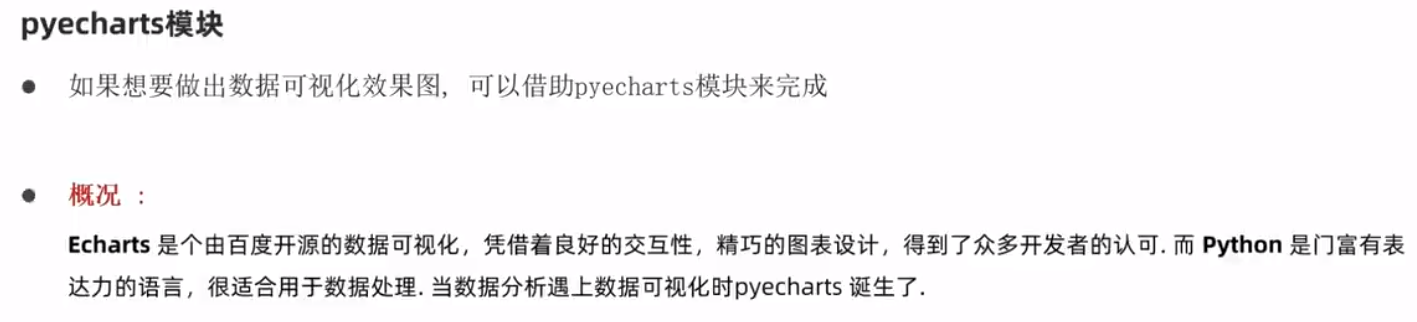 pyecharts模块
● 如果想要做出数据可视化效果图, 可以借助pyecharts模块来完成
● 概况 :
Echarts 是个由百度开源的数据可视化，凭借着良好的交互性，精巧的图表设计，得到了众多开发者的认可. 而 Python 是门富有表
达力的语言，很适合用于数据处理. 当数据分析遇上数据可视化时pyecharts 诞生了.